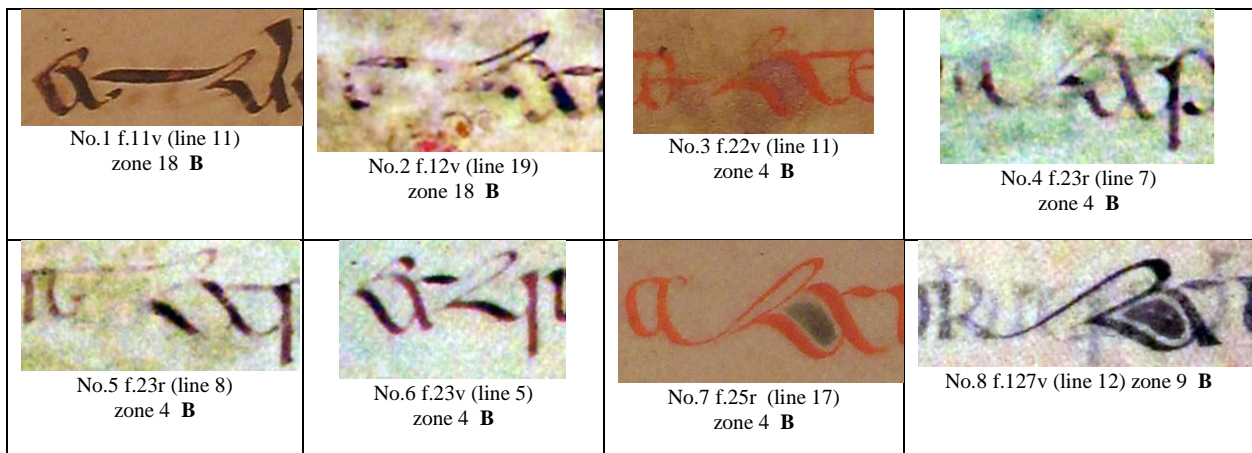 No.1 f.11v (line 11)
zone 18 B
No.2 f.12v (line 19)
zone 18 B
No.3 f.22v (line 11)
zone 4 B
No.4 f.23r (line 7)
zone 4 B
No.5 f.23r (line 8)
zone 4 B
No.6 f.23v (line 5)
zone 4 B
No.7 f.25r (line 17)
zone 4 B
No.8 f.127v (line 12) zone 9 B